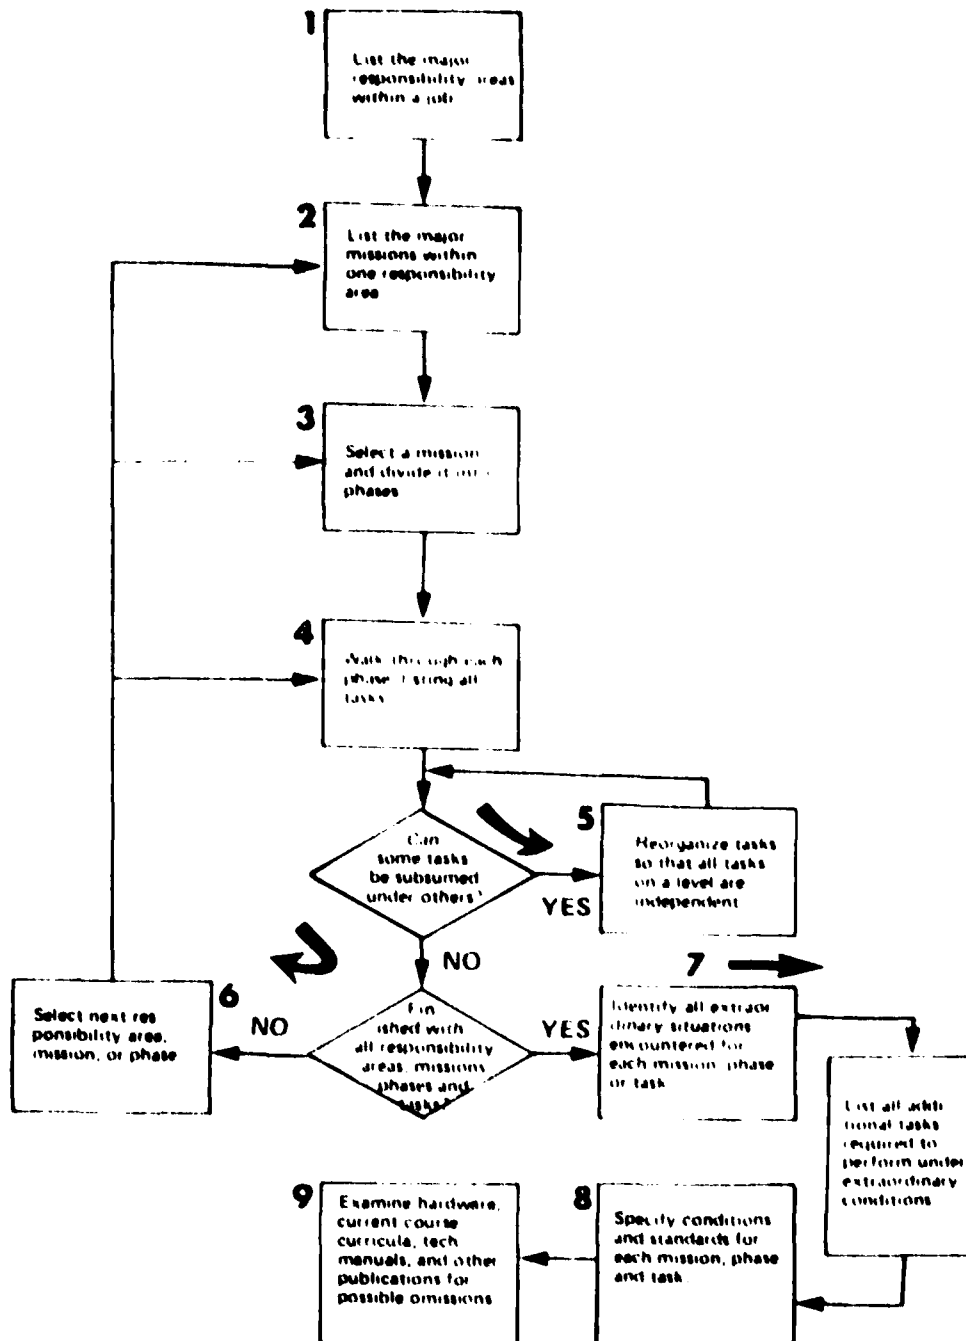 1
List the major
responsibility areas
within a job
2
List the major
missions within
one responsibility
area
3
Select a mission
and divide it into
phases
4
Walk through each
phase listing all
tasks
Can
some tasks
be subsumed
under others?
YES
5
Reorganize tasks
so that all tasks
on a level are
independent
NO
6
Select next res
ponsibility area,
mission, or phase
NO
Fin
ished with
all responsibility
areas, missions
phases and
tasks?
YES
7
Identify all extraor
dinary situations
encountered for
each mission, phase
or task
List all addi
tional tasks
required to
perform under
extraordinary
conditions
8
Specify conditions
and standards for
each mission, phase
and task.
9
Examine hardware,
current course
curricula, tech
manuals, and other
publications for
possible omissions